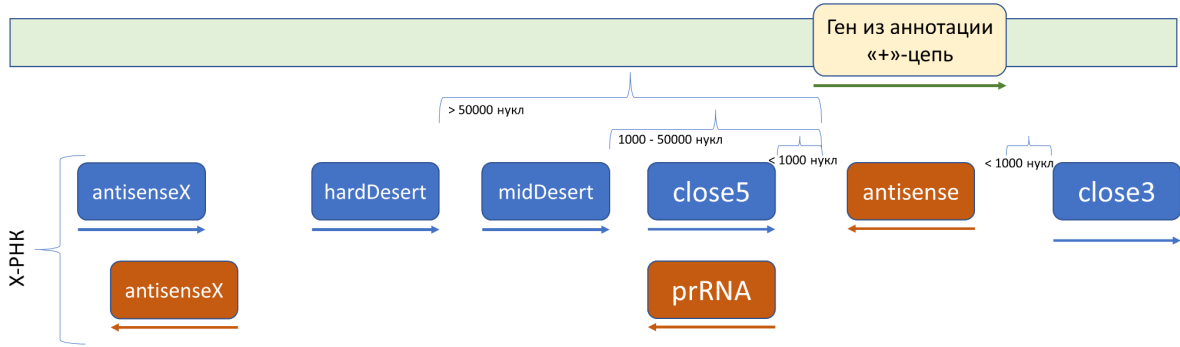 Ген из аннотации
«+»-цепь
> 50000 нукл
1000 - 50000 нукл
< 1000 нукл
< 1000 нукл
Х-РНК
antisenseX
hardDesert
midDesert
close5
antisense
close3
antisenseX
prRNA